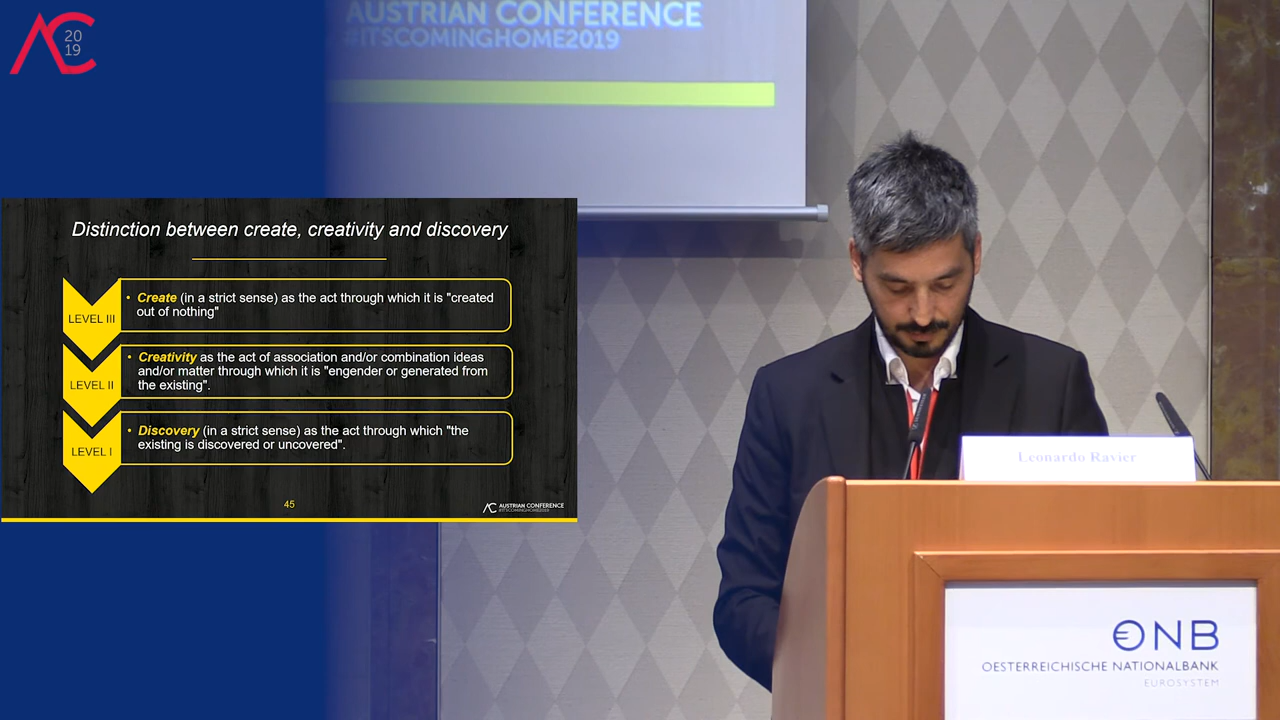 20
19
AUSTRIAN CONFERENCE
#ITSCOMINGHOME2019
Distinction between create, creativity and discovery
LEVEL III
• Create (in a strict sense) as the act through which it is "created
out of nothing"
LEVEL II
• Creativity as the act of association and/or combination ideas
and/or matter through which it is "engender or generated from
the existing".
LEVEL I
• Discovery (in a strict sense) as the act through which "the
existing is discovered or uncovered".
45
AC AUSTRIAN CONFERENCE
#ITSCOMINGHOME2019
Leonardo Ravier
ONB
OESTERREICHISCHE NATIONALBANK
EUROSYSTEM